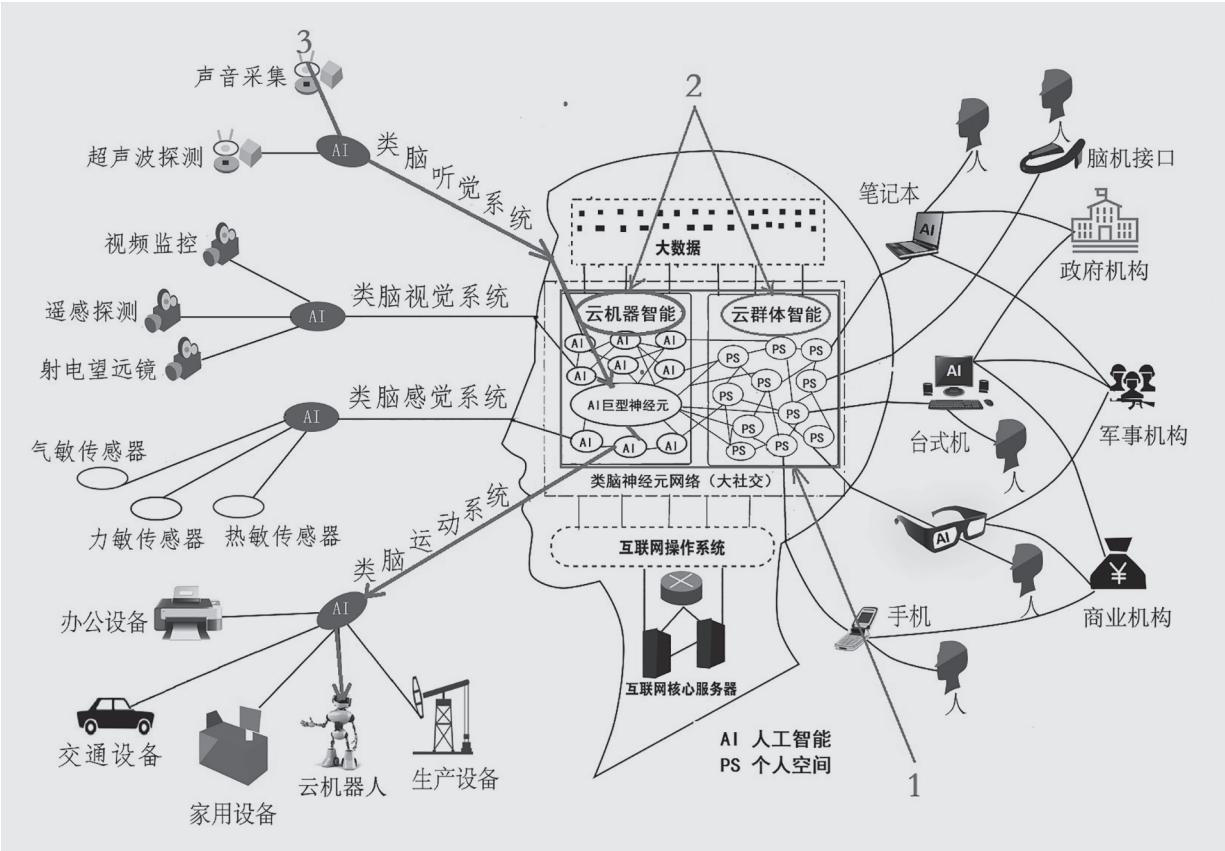 3
声音采集
AI
超声波探测
类脑听觉系统
视频监控
遥感探测
AI
类脑视觉系统
射电望远镜
AI
类脑感觉系统
气敏传感器
力敏传感器
热敏传感器
类脑运动系统
AI
办公设备
交通设备
家用设备
云机器人
生产设备
2
大数据
云机器智能
云群体智能
AI
AI
AI
AI
AI
AI
AI巨型神经元
AI
AI
AI
PS
PS
PS
PS
PS
PS
PS
PS
PS
PS
PS
PS
类脑神经元网络（大社交）
互联网操作系统
互联网核心服务器
AI 人工智能
PS 个人空间
笔记本
AI
脑机接口
政府机构
AI
台式机
军事机构
AI
商业机构
手机
1